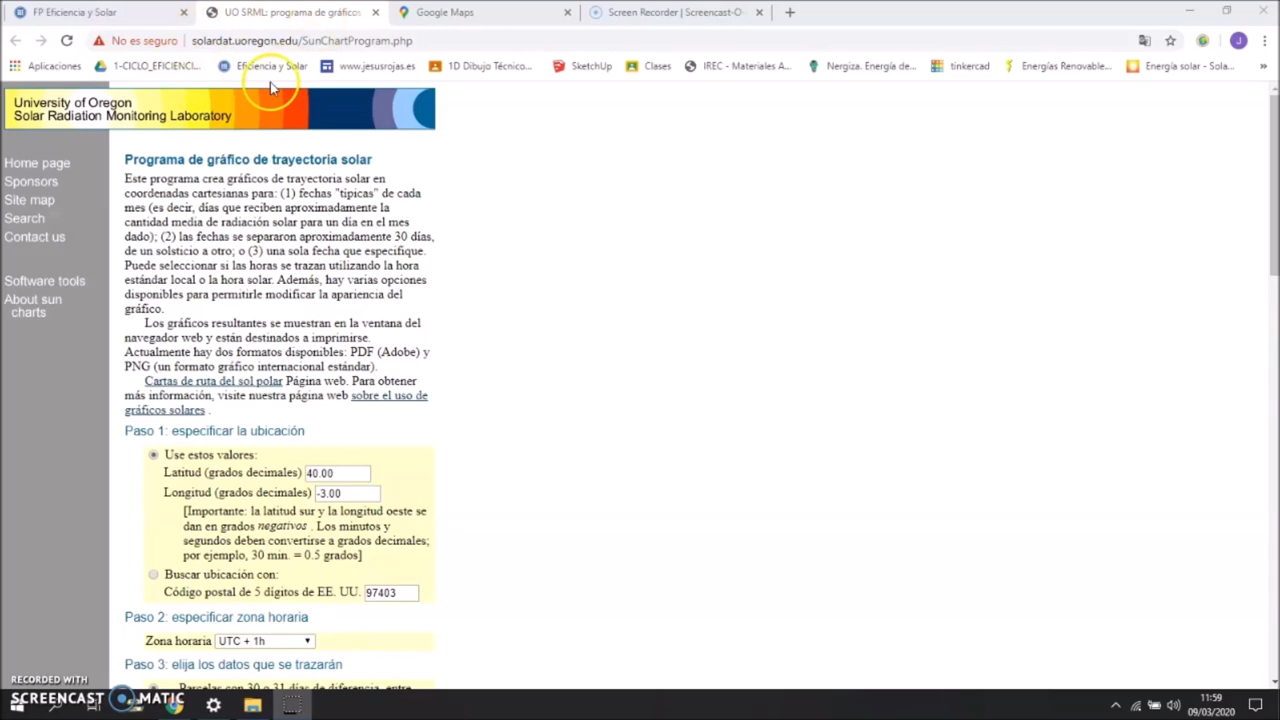 FP Eficiencia y Solar
UO SRML: programa de gráficos
Google Maps
Screen Recorder | Screencast-O-
No es seguro
solardat.uoregon.edu/SunChartProgram.php
Aplicaciones
1-CICLO_EFICIENCI...
Eficiencia y Solar
www.jesusrojas.es
1D Dibujo Técnico...
SketchUp
Clases
IREC - Materiales A...
Nergiza. Energía de...
tinkercad
Energías Renovable...
Energía solar - Sola...
University of Oregon
Solar Radiation Monitoring Laboratory
Home page
Sponsors
Site map
Search
Contact us
Software tools
About sun
charts
Programa de gráfico de trayectoria solar
Este programa crea gráficos de trayectoria solar en
coordenadas cartesianas para: (1) fechas "típicas" de cada
mes (es decir, días que reciben aproximadamente la
cantidad media de radiación solar para un día en el mes
dado); (2) las fechas se separaron aproximadamente 30 días,
de un solsticio a otro; o (3) una sola fecha que especifique.
Puede seleccionar si las horas se trazan utilizando la hora
estándar local o la hora solar. Además, hay varias opciones
disponibles para permitirle modificar la apariencia del
gráfico.
Los gráficos resultantes se muestran en la ventana del
navegador web y están destinados a imprimirse.
Actualmente hay dos formatos disponibles: PDF (Adobe) y
PNG (un formato gráfico internacional estándar).
Cartas de ruta del sol polar Página web. Para obtener
más información, visite nuestra página web sobre el uso de
gráficos solares .
Paso 1: especificar la ubicación
Use estos valores:
Latitud (grados decimales) 40.00
Longitud (grados decimales) -3.00
[Importante: la latitud sur y la longitud oeste se
dan en grados negativos . Los minutos y
segundos deben convertirse a grados decimales;
por ejemplo, 30 min. = 0.5 grados]
Buscar ubicación con:
Código postal de 5 dígitos de EE. UU. 97403
Paso 2: especificar zona horaria
Zona horaria UTC + 1h
Paso 3: elija los datos que se trazarán
Parcelas con 30 o 31 días de diferencia, entre
RECORDED WITH
SCREENCAST MATIC
11:59
09/03/2020
J